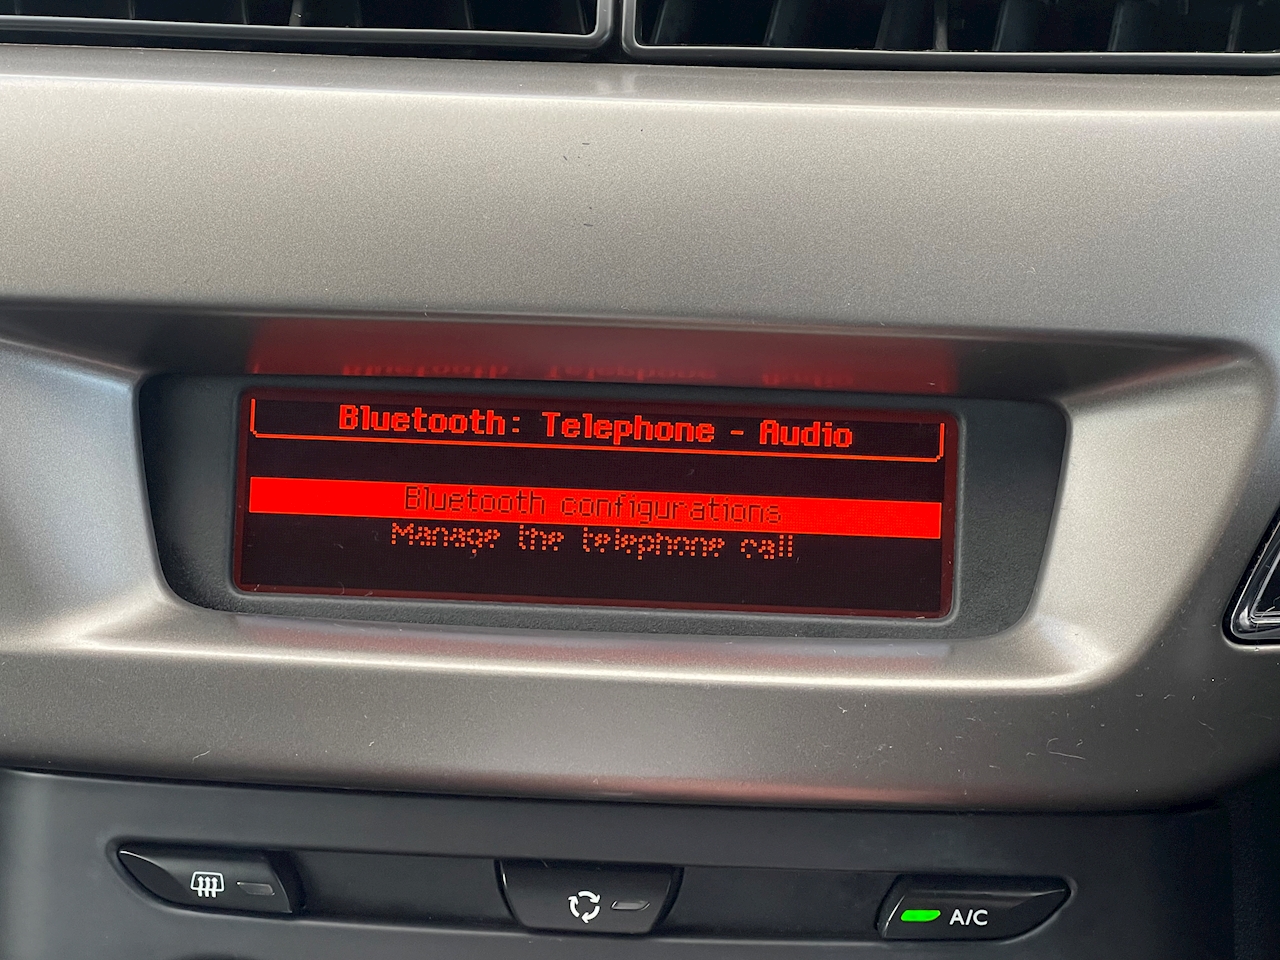 Bluetooth: Telephone - Audio
Bluetooth configurations
Manage the telephone call
A/C